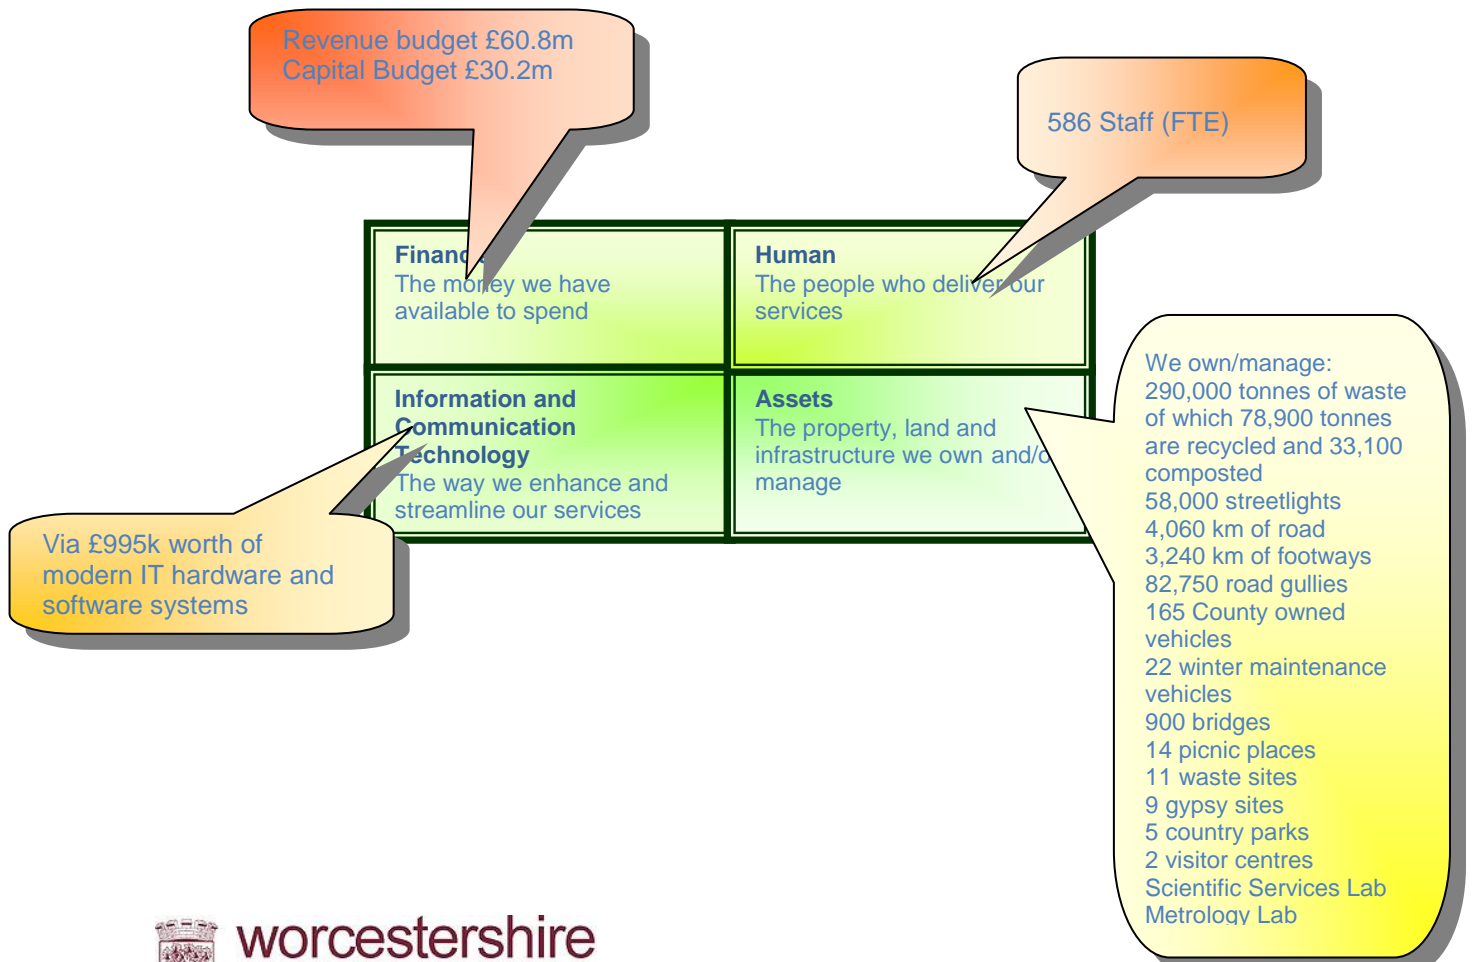 Revenue budget £60.8m
Capital Budget £30.2m
586 Staff (FTE)
The money we have
available to spend
Human
The people who deliver our
services
Information and
Communication
Technology
The way we enhance and
streamline our services
Assets
The property, land and
infrastructure we own
manage
Via £995k worth of
modern IT hardware and
software systems
We own/manage:
290,000 tonnes of waste
of which 78,900 tonnes
are recycled and 33,100
composted
58,000 streetlights
4,060 km of road
3,240 km of footways
82,750 road gullies
165 County owned
vehicles
22 winter maintenance
vehicles
900 bridges
14 picnic places
11 waste sites
9 gypsy sites
5 country parks
2 visitor centres
Scientific Services Lab
Metrology Lab
worcestershire